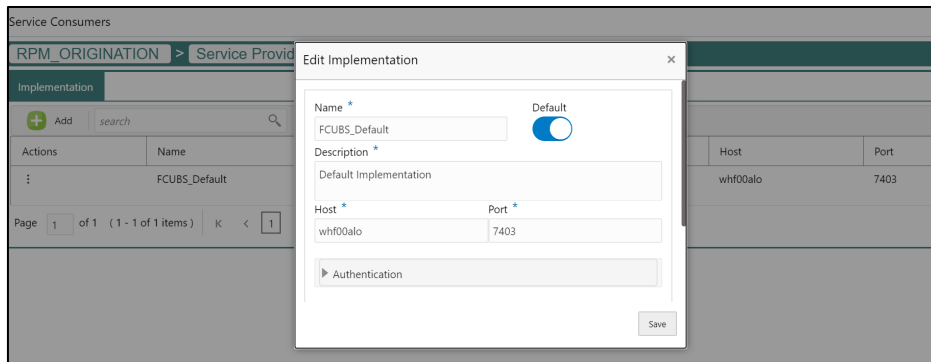 Service Consumers
RPM_ORIGINATION > Service Provid
Edit Implementation ×
Implementation
Name * Default
Add search
FCUBS_Default
Description *
Actions Name Host Port
Default Implementation
FCUBS_Default whf00alo 7403
Host * Port *
Page 1 of 1 (1 - 1 of 1 items) K < 1
whf00alo 7403
Authentication
Save